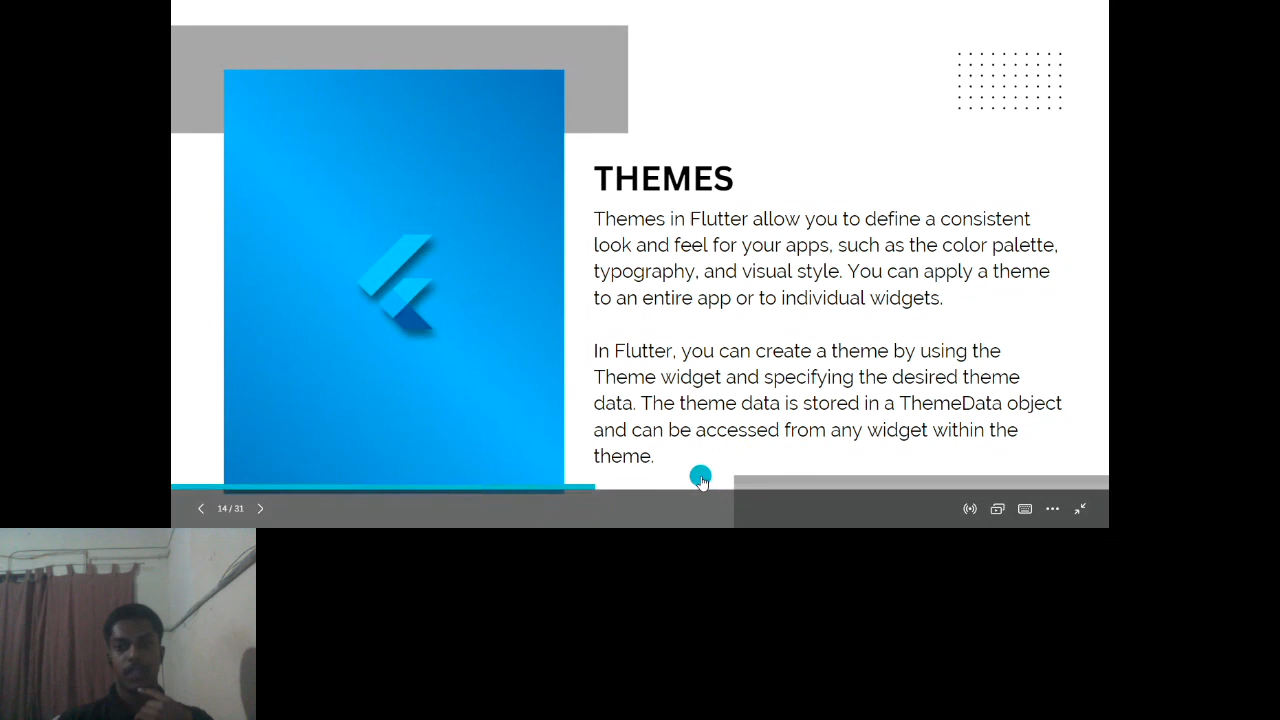 THEMES
Themes in Flutter allow you to define a consistent
look and feel for your apps, such as the color palette,
typography, and visual style. You can apply a theme
to an entire app or to individual widgets.
In Flutter, you can create a theme by using the
Theme widget and specifying the desired theme
data. The theme data is stored in a ThemeData object
and can be accessed from any widget within the
theme.
14 / 31